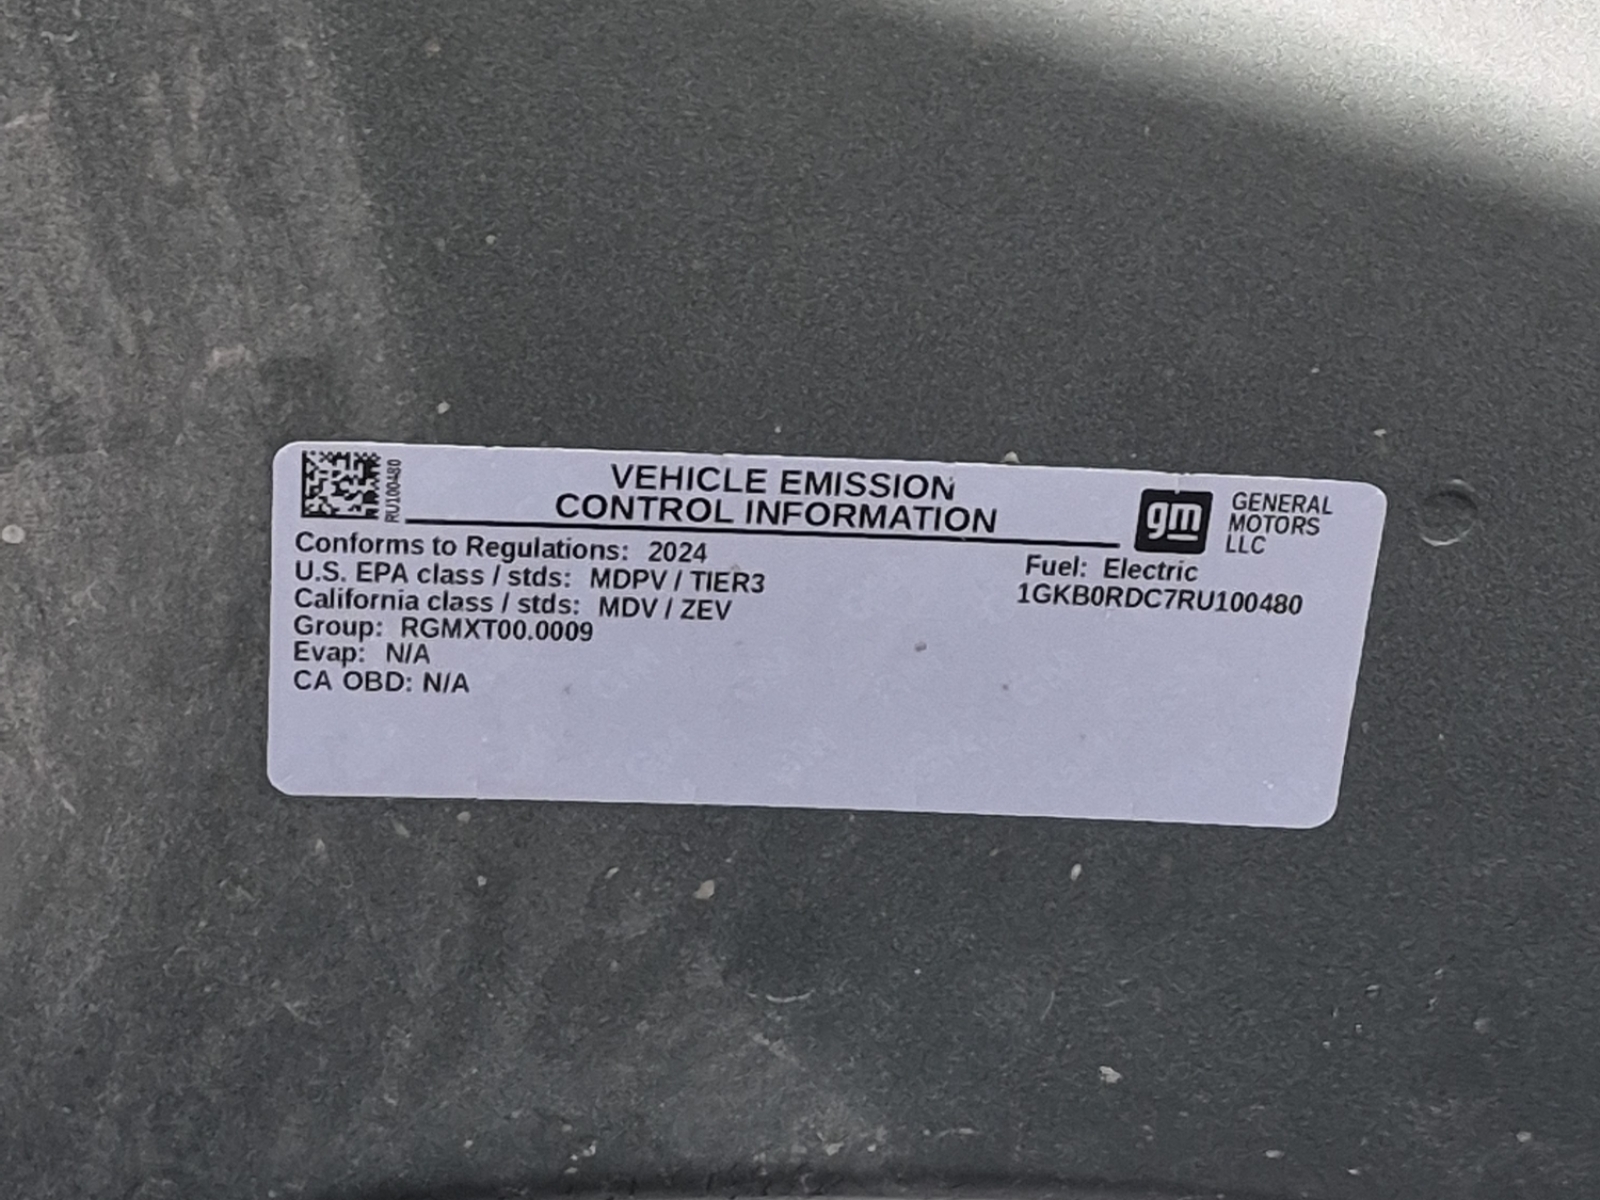 RU100480
VEHICLE EMISSION
CONTROL INFORMATION
gm
GENERAL
MOTORS
LLC
Conforms to Regulations: 2024
U.S. EPA class / stds: MDPV / TIER3
California class / stds: MDV / ZEV
Group: RGMXT00.0009
Evap: N/A
CA OBD: N/A
Fuel: Electric
1GKB0RDC7RU100480